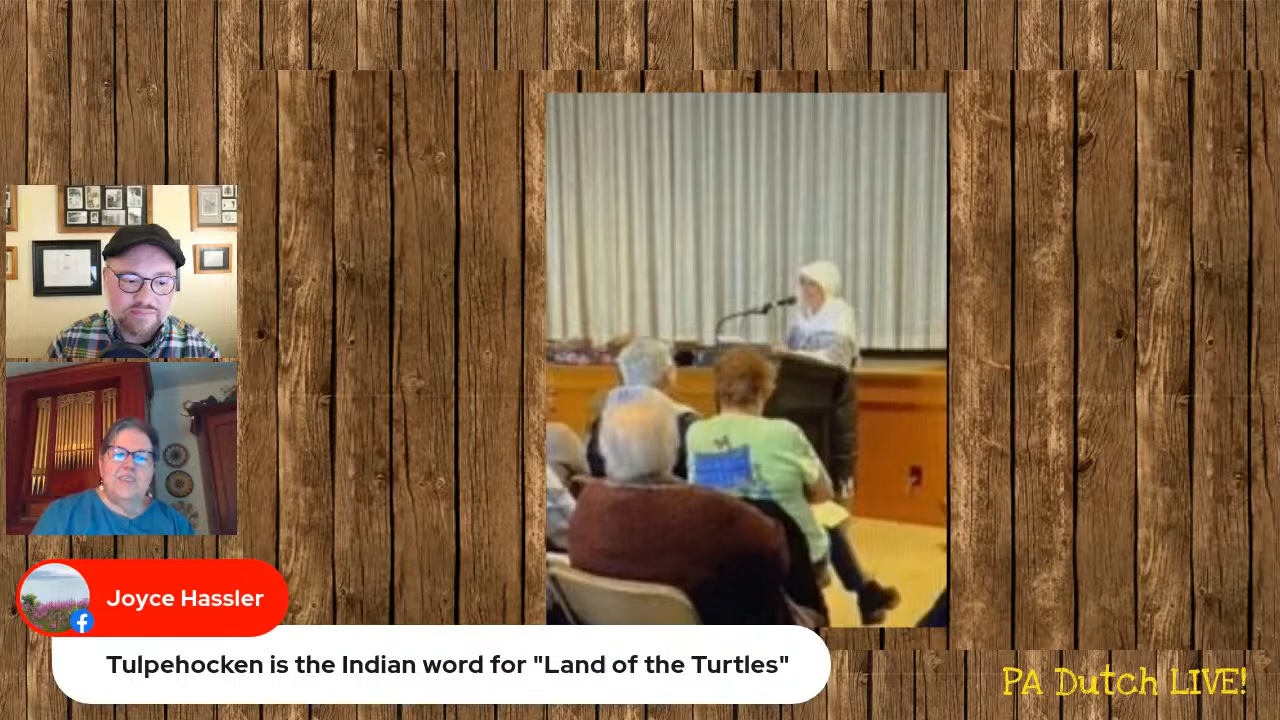 Joyce Hassler
Tulpehocken is the Indian word for "Land of the Turtles"
PA Dutch LIVE!